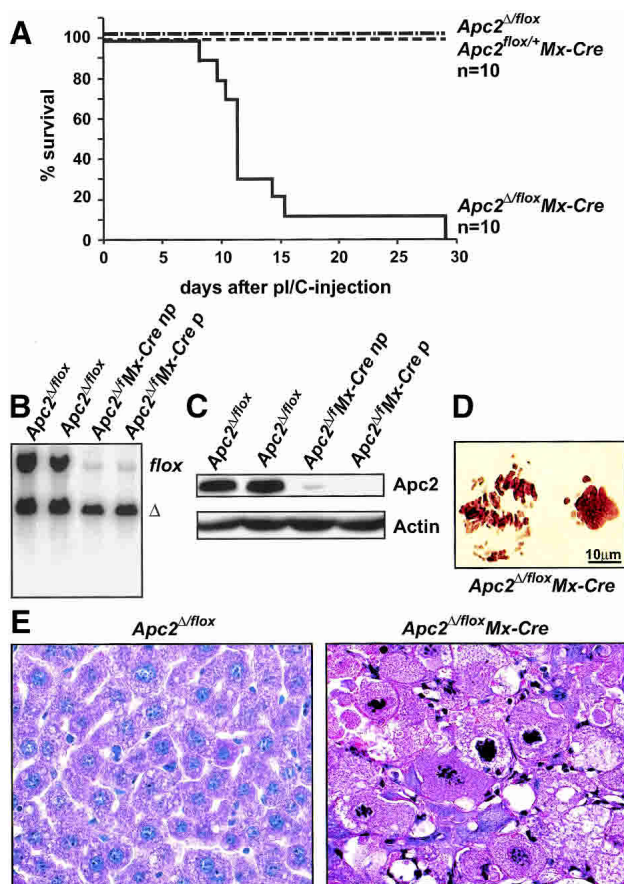 A
% survival
100
80
60
40
20
0
0 5 10 15 20 25 30
days after pI/C-injection
Apc2Δ/flox
Apc2flox/+Mx-Cre
n=10
Apc2Δ/floxMx-Cre
n=10
B
Apc2Δ/flox
Apc2Δ/flox
Apc2Δ/fMx-Cre np
Apc2Δ/fMx-Cre p
flox
Δ
C
Apc2Δ/flox
Apc2Δ/flox
Apc2Δ/fMx-Cre np
Apc2Δ/fMx-Cre p
Apc2
Actin
D
10µm
Apc2Δ/floxMx-Cre
E
Apc2Δ/flox
Apc2Δ/floxMx-Cre